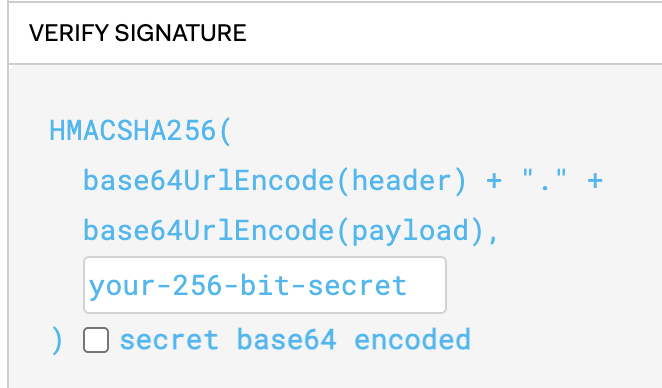 VERIFY SIGNATURE
HMACSHA256(
base64UrlEncode(header) + "." +
base64UrlEncode(payload),
your-256-bit-secret
) secret base64 encoded